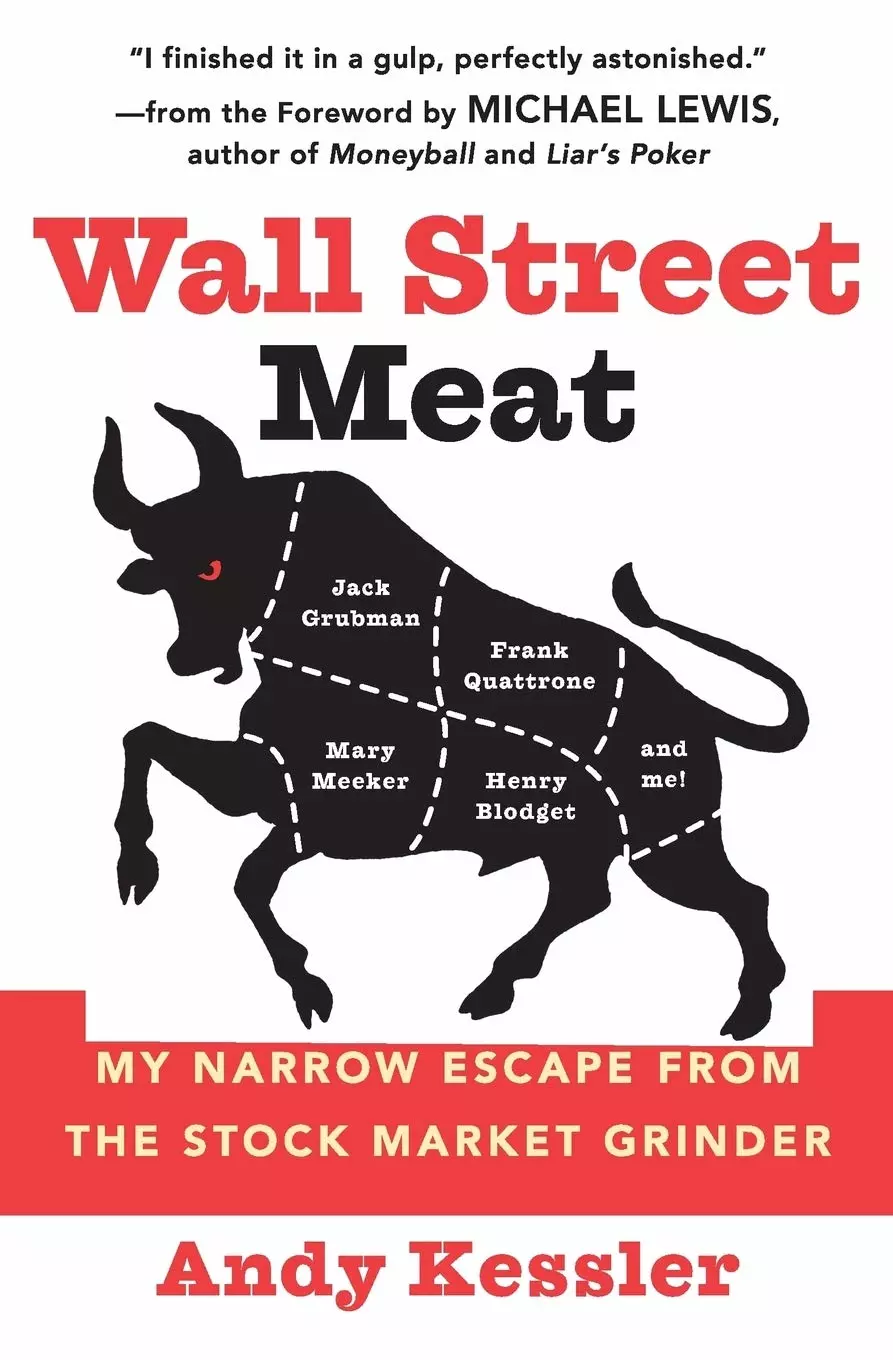 “I finished it in a gulp, perfectly astonished.”
—from the Foreword by MICHAEL LEWIS,
author of Moneyball and Liar’s Poker
Wall Street
Meat
Jack
Grubman
Frank
Quattrone
Mary
Meeker
Henry
Blodget
and
me!
MY NARROW ESCAPE FROM
THE STOCK MARKET GRINDER
Andy Kessler